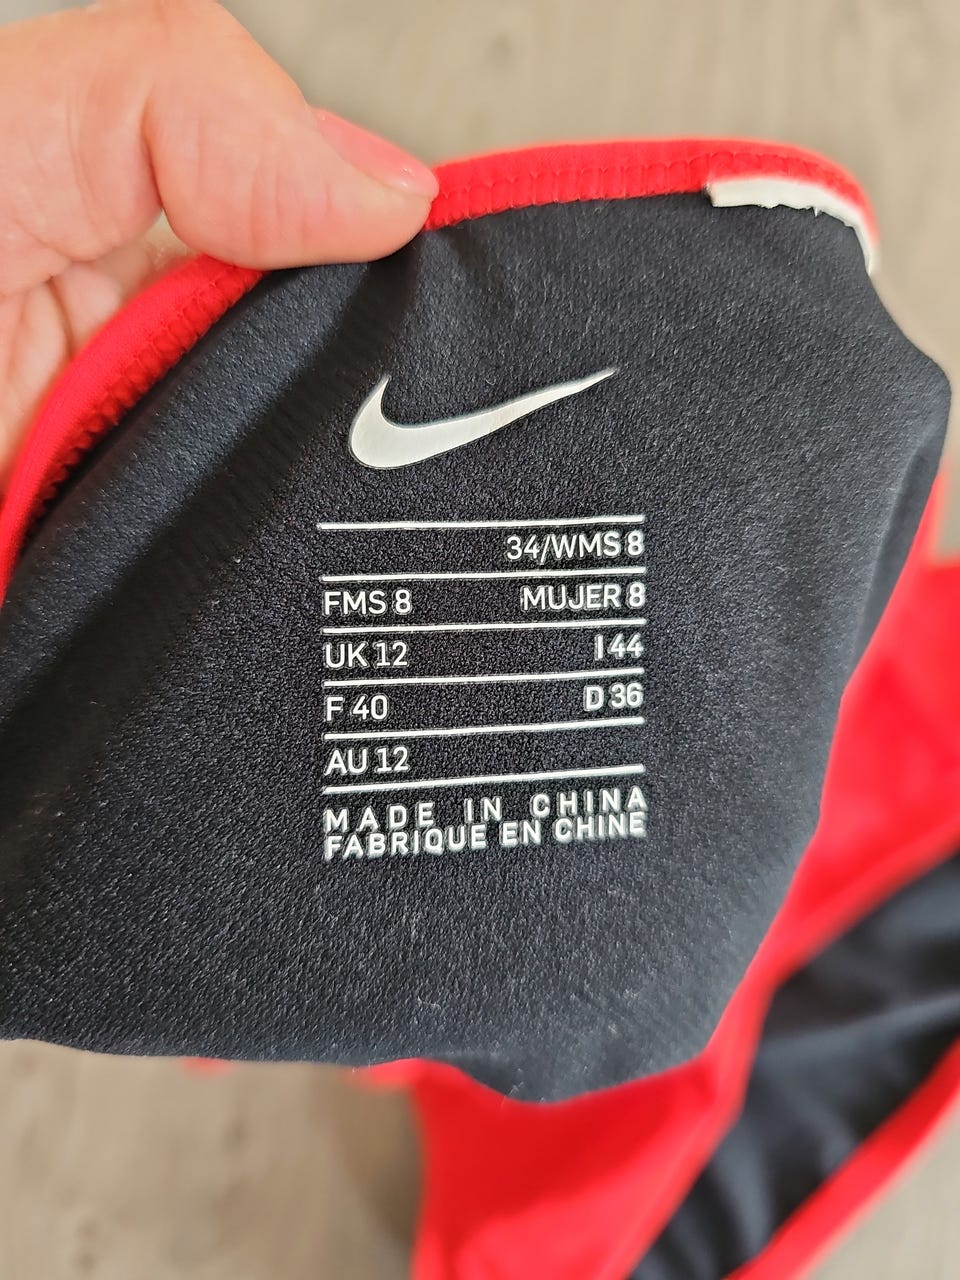 34/WMS 8
FMS 8 MUJER 8
UK 12 I 44
F 40 D 36
AU 12
MADE IN CHINA
FABRIQUE EN CHINE